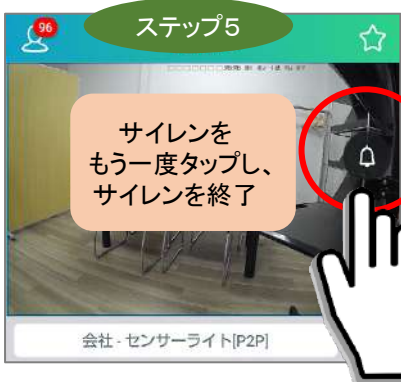 ステップ5
96
サイレンを
もう一度タップし、
サイレンを終了
会社 - センサーライト[P2P]